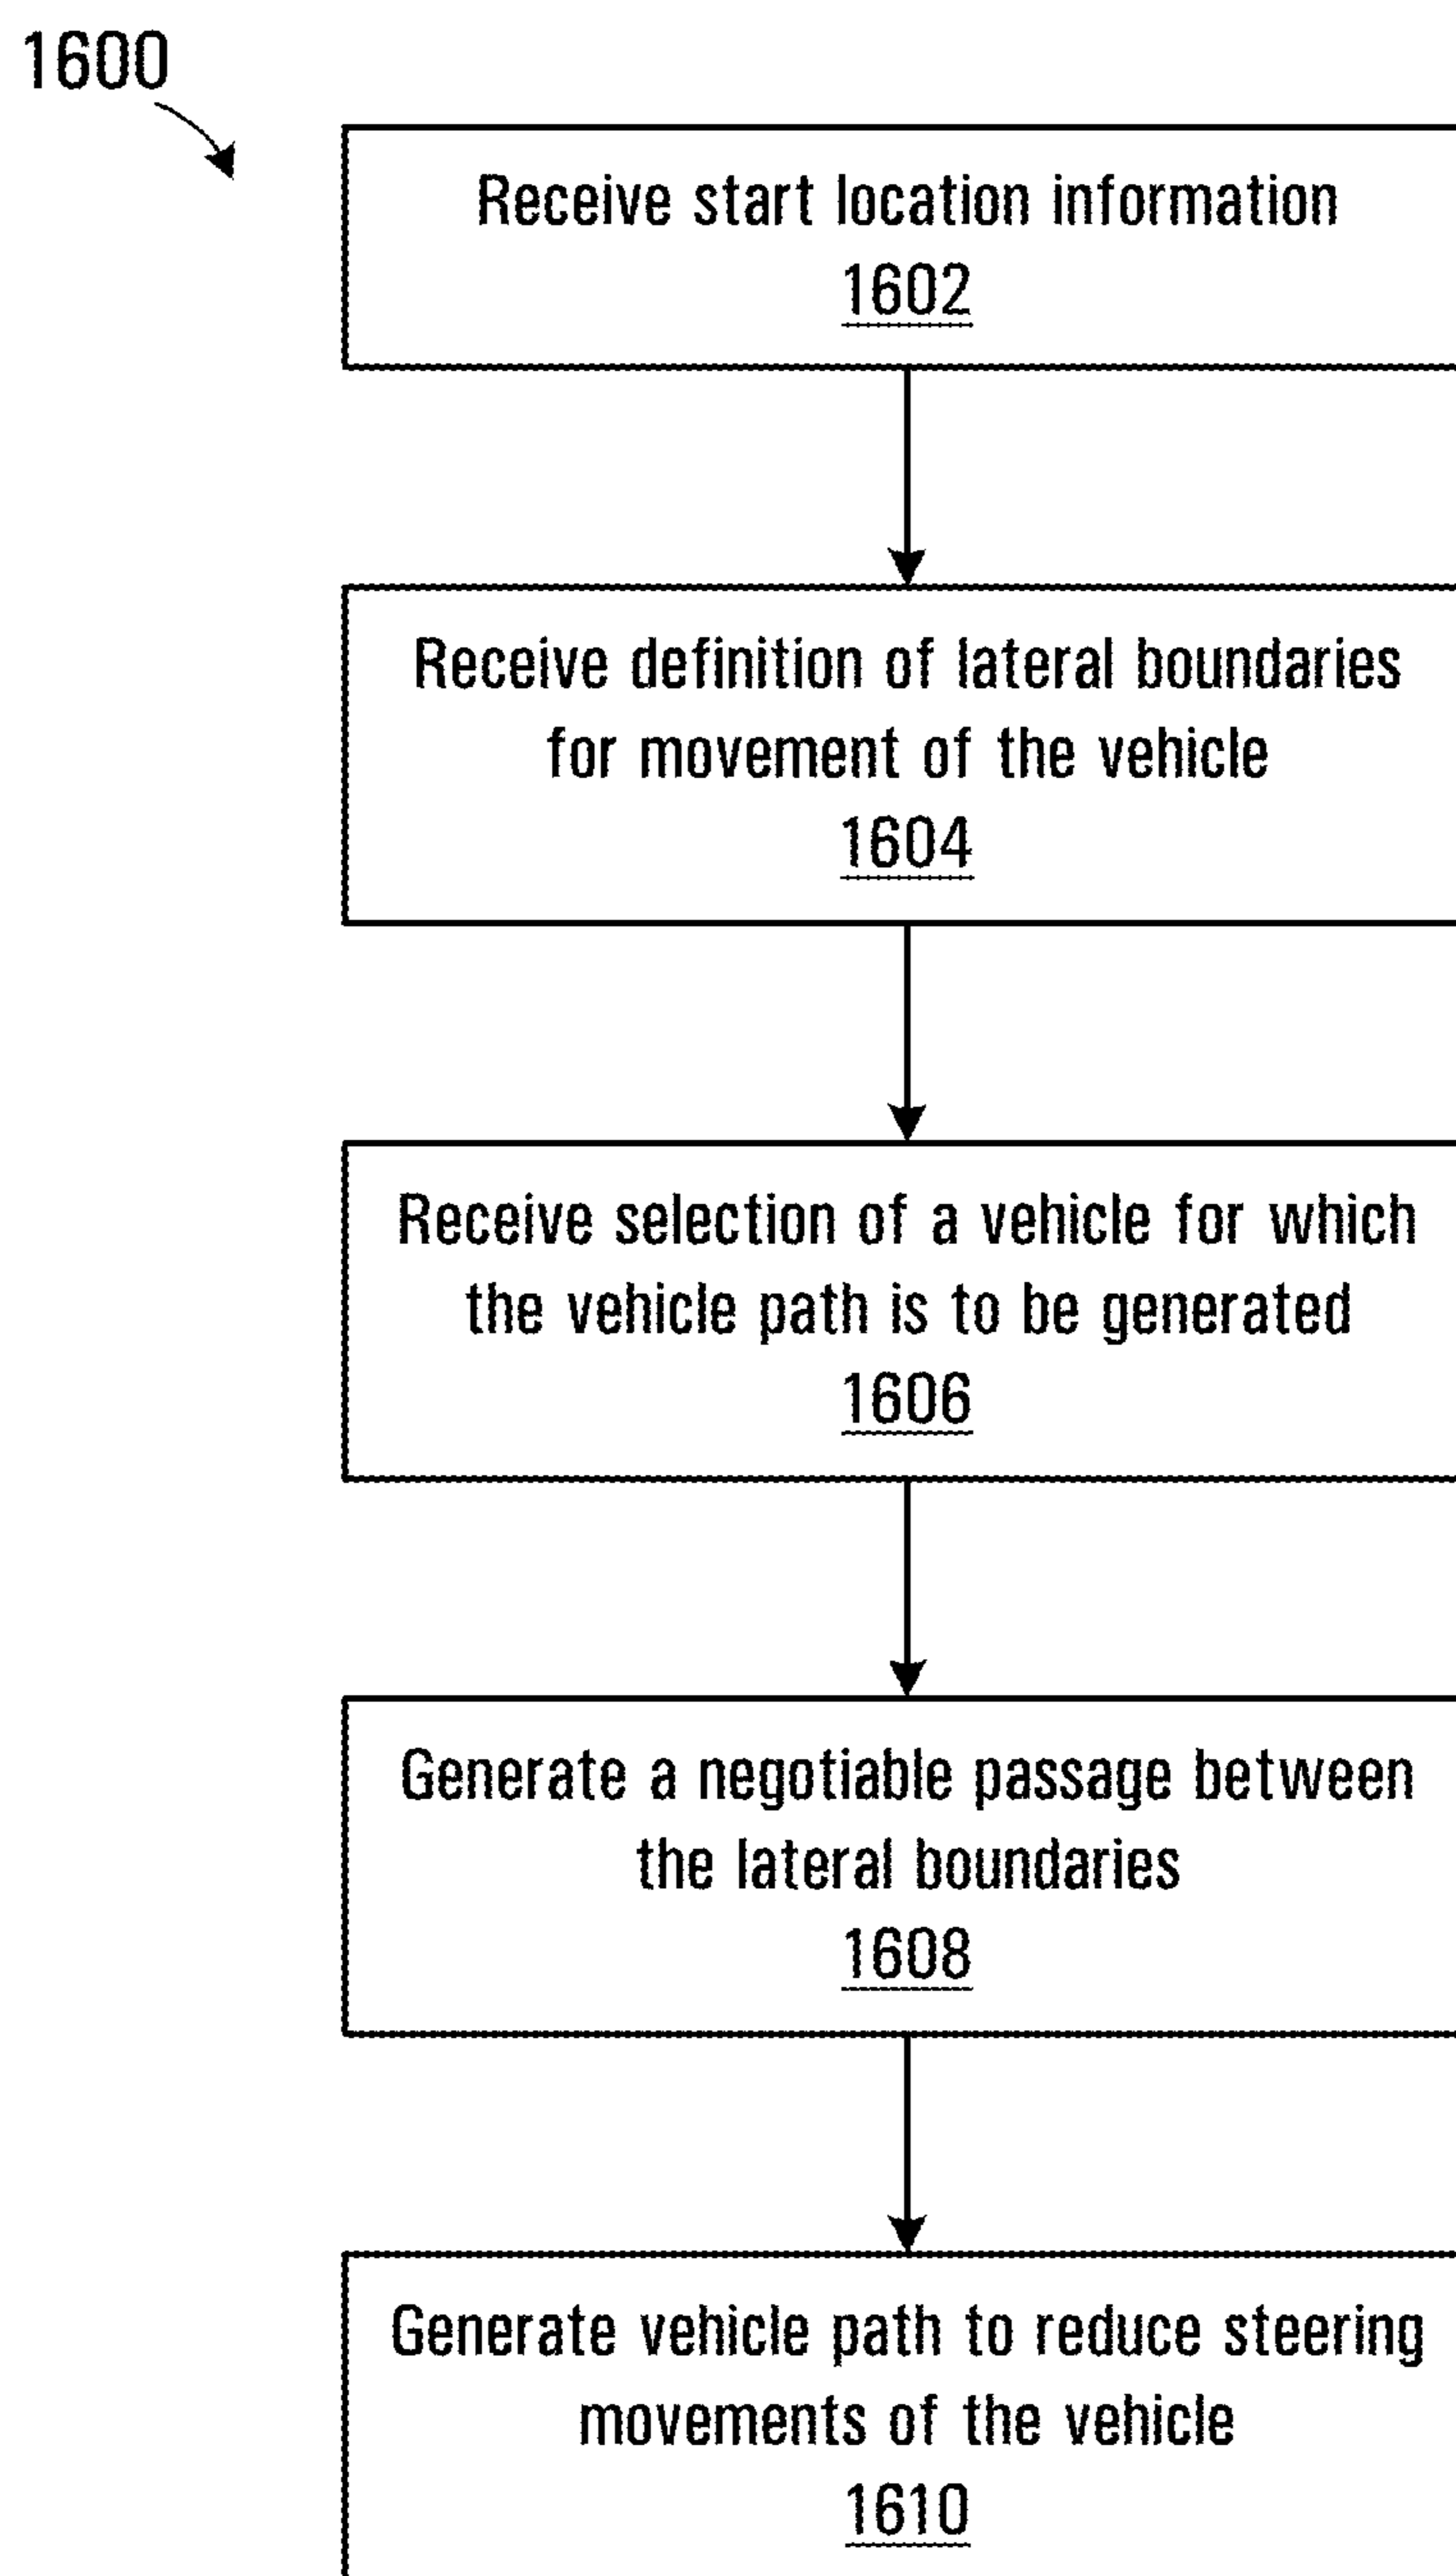 1600
Receive start location information
1602
Receive definition of lateral boundaries
for movement of the vehicle
1604
Receive selection of a vehicle for which
the vehicle path is to be generated
1606
Generate a negotiable passage between
the lateral boundaries
1608
Generate vehicle path to reduce steering
movements of the vehicle
1610